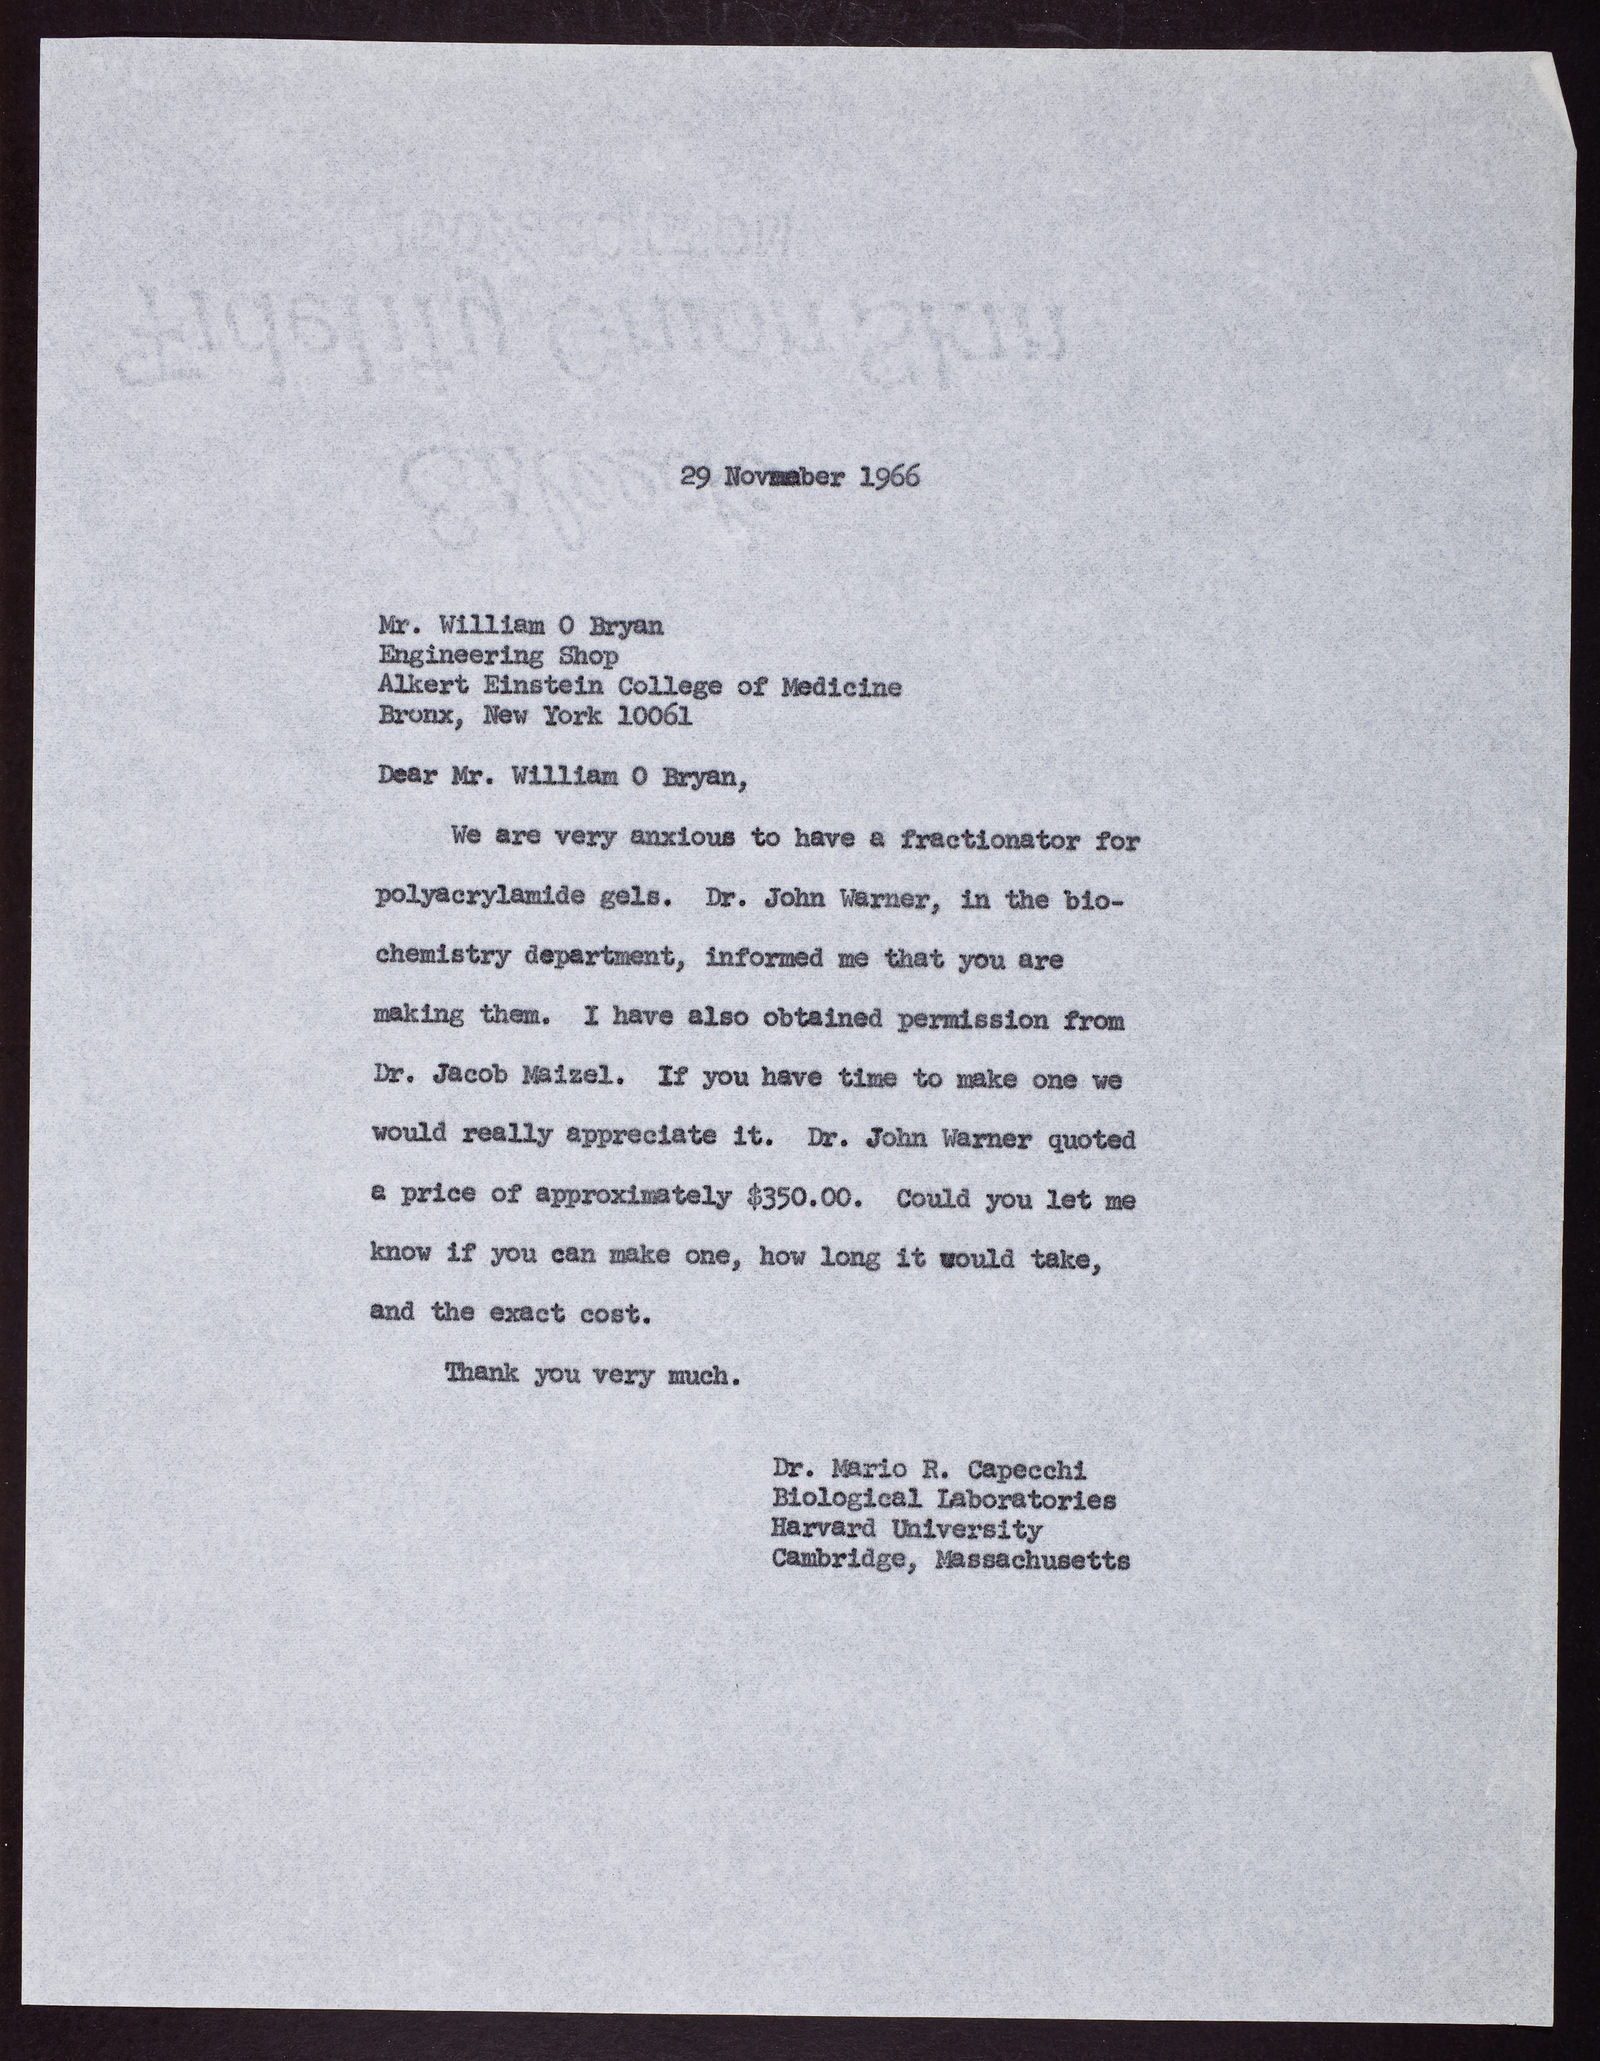 29 November 1966
Mr. William O Bryan
Engineering Shop
Alkert Einstein College of Medicine
Bronx, New York 10061
Dear Mr. William O Bryan,
We are very anxious to have a fractionator for
polyacrylamide gels. Dr. John Warner, in the bio-
chemistry department, informed me that you are
making them. I have also obtained permission from
Dr. Jacob Maizel. If you have time to make one we
would really appreciate it. Dr. John Warner quoted
a price of approximately $350.00. Could you let me
know if you can make one, how long it would take,
and the exact cost.
Thank you very much.
Dr. Mario R. Capecchi
Biological Laboratories
Harvard University
Cambridge, Massachusetts